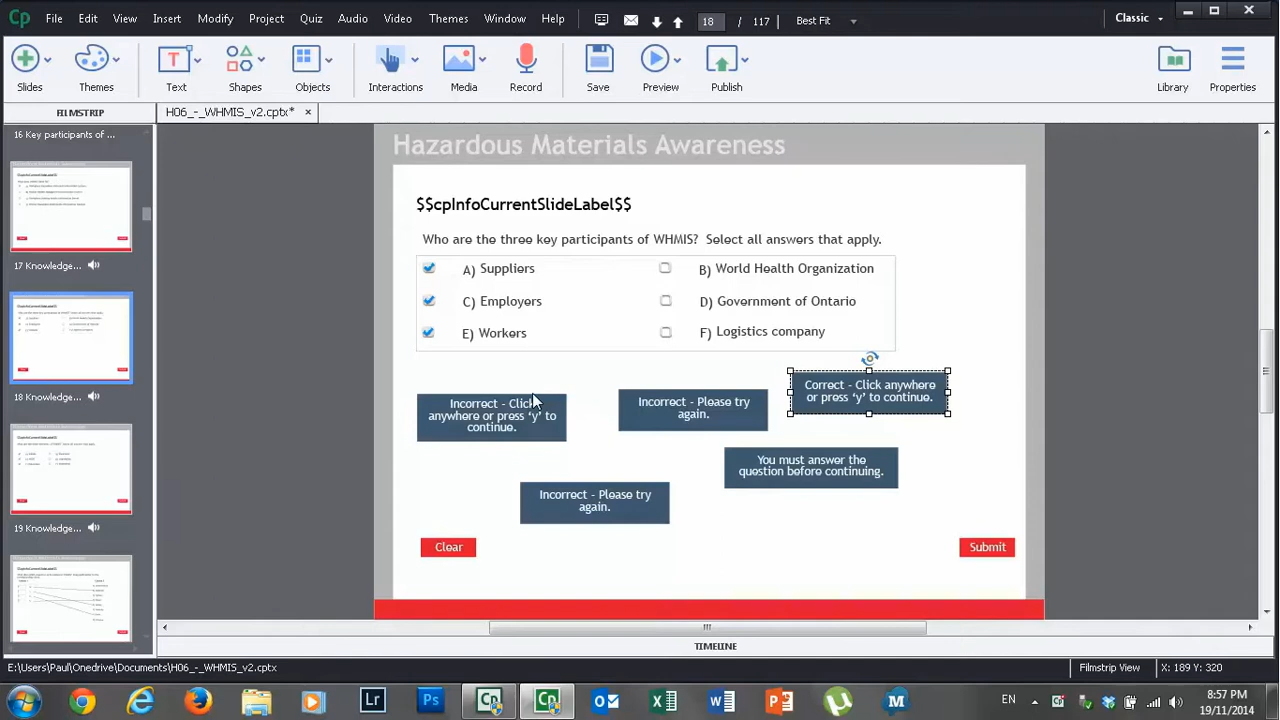 Cp File Edit View Insert Modify Project Quiz Audio Video Themes Window Help 18 / 117 Best Fit Classic
Slides Themes Text Shapes Objects Interactions Media Record Save Preview Publish Library Properties
FILMSTRIP H06_-_WHMIS_v2.cptx* ×
16 Key participants of ...
17 Knowledge...
18 Knowledge...
19 Knowledge...
Hazardous Materials Awareness
$$cpInfoCurrentSlideLabel$$
Who are the three key participants of WHMIS? Select all answers that apply.
A) Suppliers B) World Health Organization
C) Employers D) Government of Ontario
E) Workers F) Logistics company
Correct - Click anywhere
or press 'y' to continue.
Incorrect - Click
anywhere or press 'y' to
continue.
Incorrect - Please try
again.
You must answer the
question before continuing.
Incorrect - Please try
again.
Clear Submit
TIMELINE
E:\Users\Paul\Onedrive\Documents\H06_-_WHMIS_v2.cptx Filmstrip View X: 189 Y: 320
Lr Ps EN 8:57 PM
19/11/2014